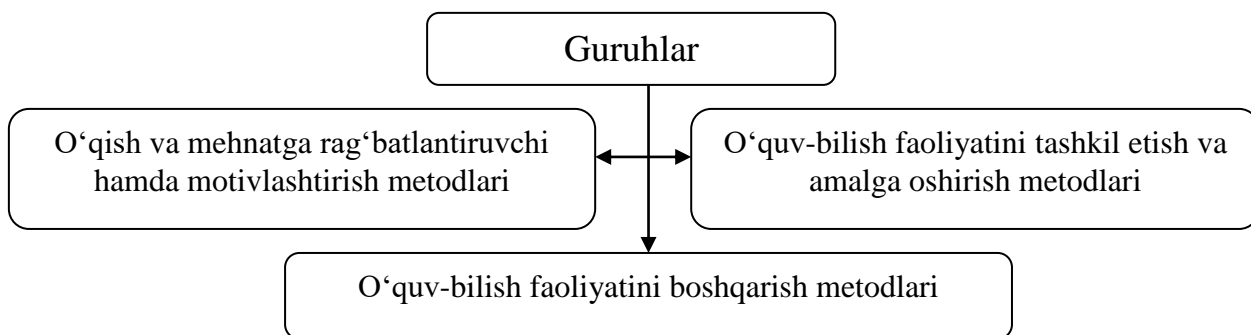 Guruhlar
O‘qish va mehnatga rag‘batlantiruvchi
hamda motivlashtirish metodlari
O‘quv-bilish faoliyatini tashkil etish va
amalga oshirish metodlari
O‘quv-bilish faoliyatini boshqarish metodlari